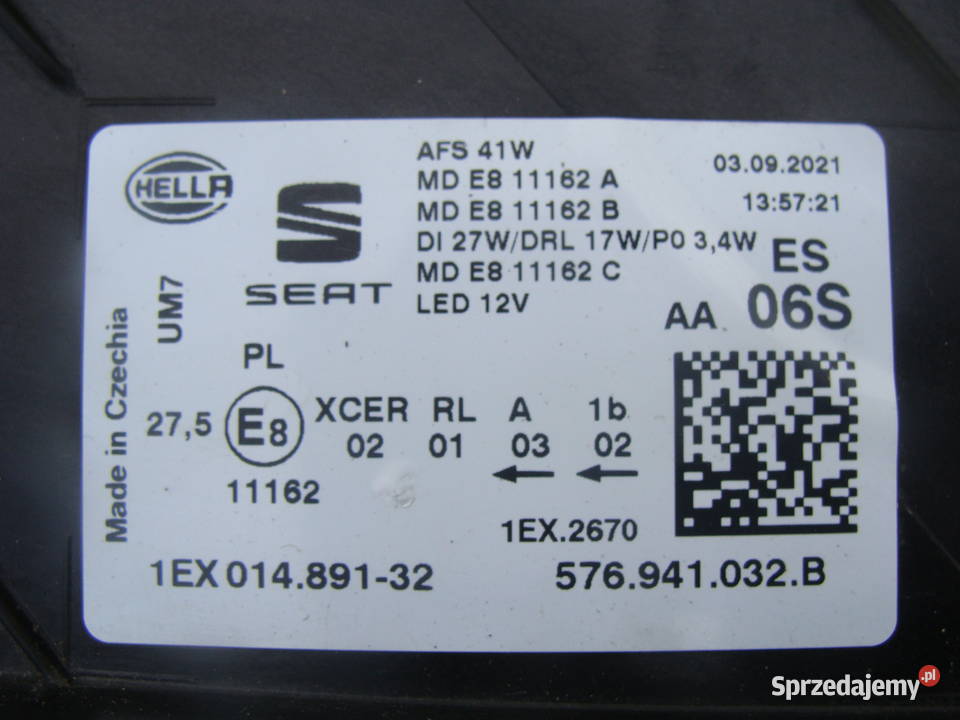 HELLA
SEAT
AFS 41W
MD E8 11162 A
MD E8 11162 B
DI 27W/DRL 17W/P0 3,4W
MD E8 11162 C
LED 12V
03.09.2021
13:57:21
ES
AA 06S
Made in Czechia
UM7
PL
27,5
E8
11162
XCER RL A 1b
02 01 03 02
1EX.2670
1EX 014.891-32
576.941.032.B
Sprzedajemy.pl